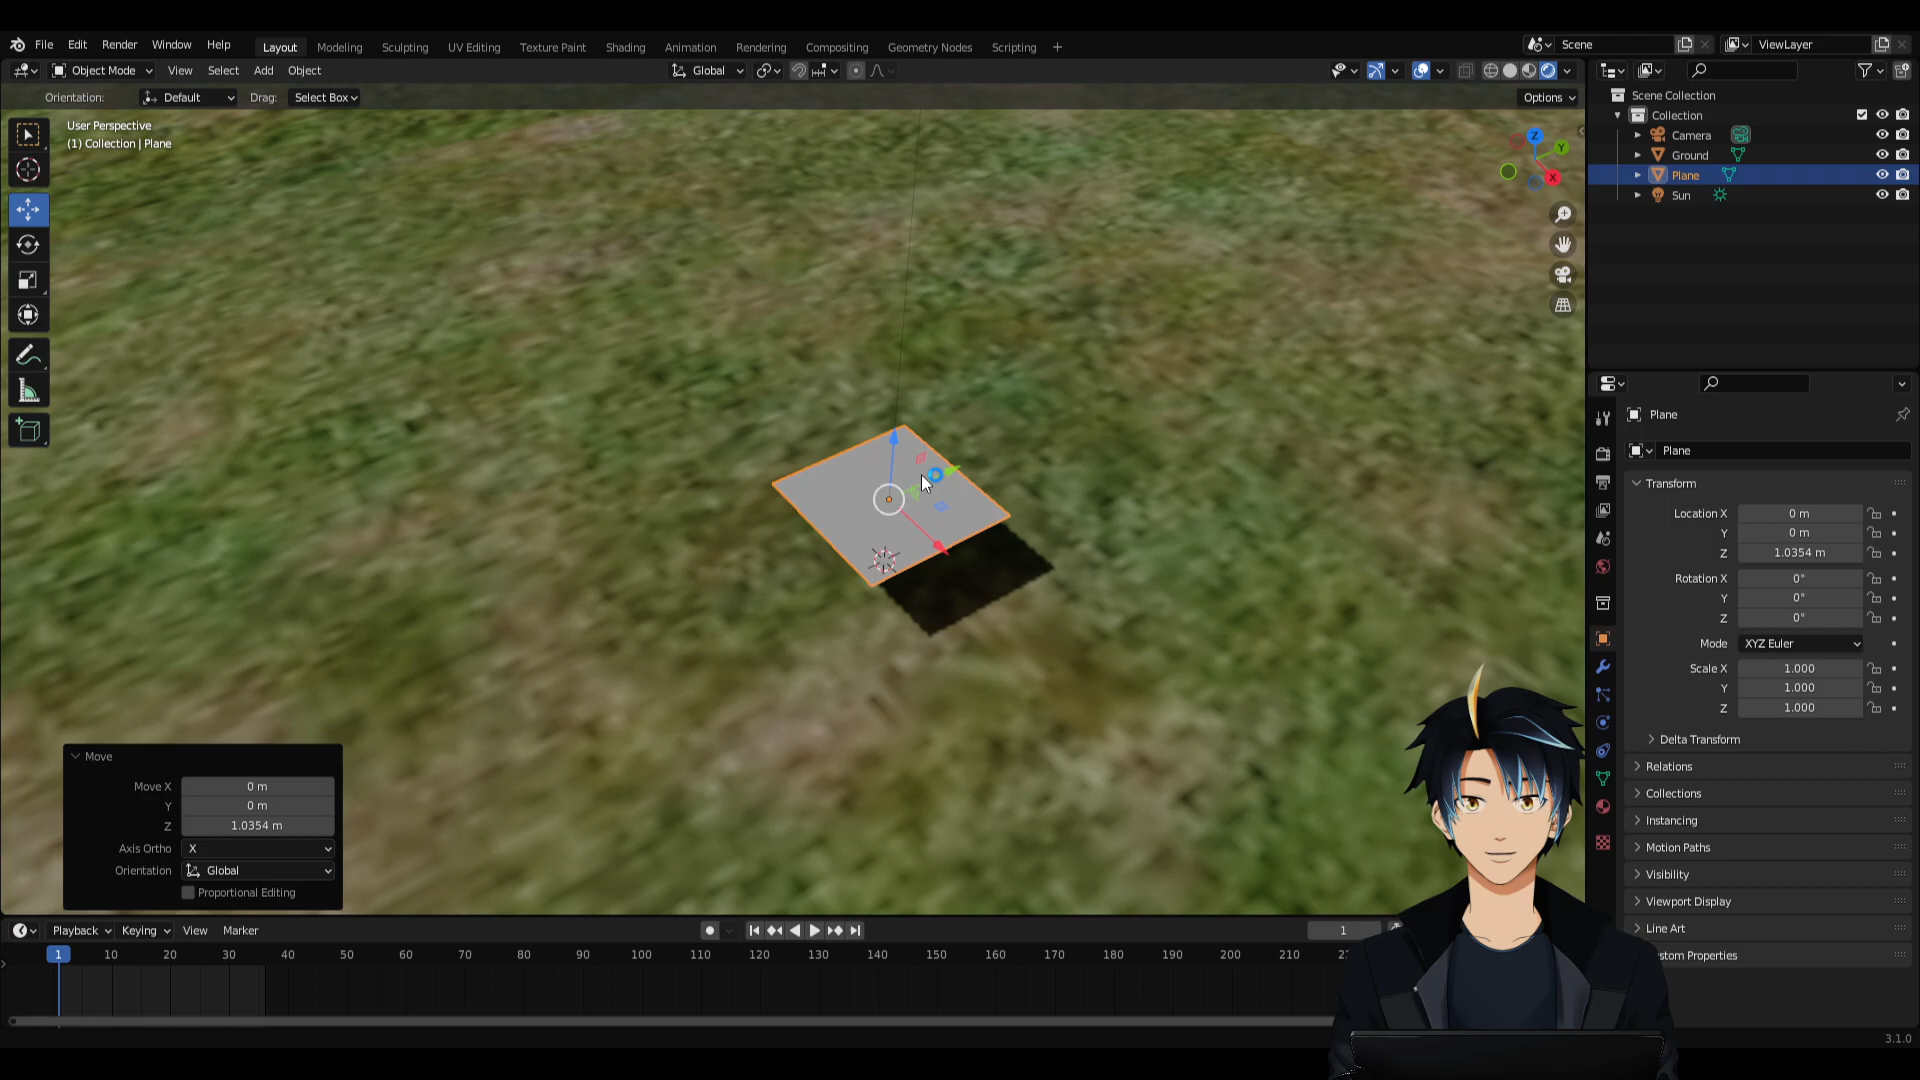 File Edit Render Window Help
Layout Modeling Sculpting UV Editing Texture Paint Shading Animation Rendering Compositing Geometry Nodes Scripting +
Scene
ViewLayer
Object Mode View Select Add Object
Global
Orientation: Default Drag: Select Box
Options
User Perspective
(1) Collection | Plane
Z
Y
X
Scene Collection
Collection
Camera
Ground
Plane
Sun
Plane
Plane
Transform
Location X 0 m
Y 0 m
Z 1.0354 m
Rotation X 0°
Y 0°
Z 0°
Mode XYZ Euler
Scale X 1.000
Y 1.000
Z 1.000
Delta Transform
Relations
Collections
Instancing
Motion Paths
Visibility
Viewport Display
Line Art
stom Properties
Move
Move X 0 m
Y 0 m
Z 1.0354 m
Axis Ortho X
Orientation Global
Proportional Editing
Playback Keying View Marker
1
1 10 20 30 40 50 60 70 80 90 100 110 120 130 140 150 160 170 180 190 200 210
3.1.0